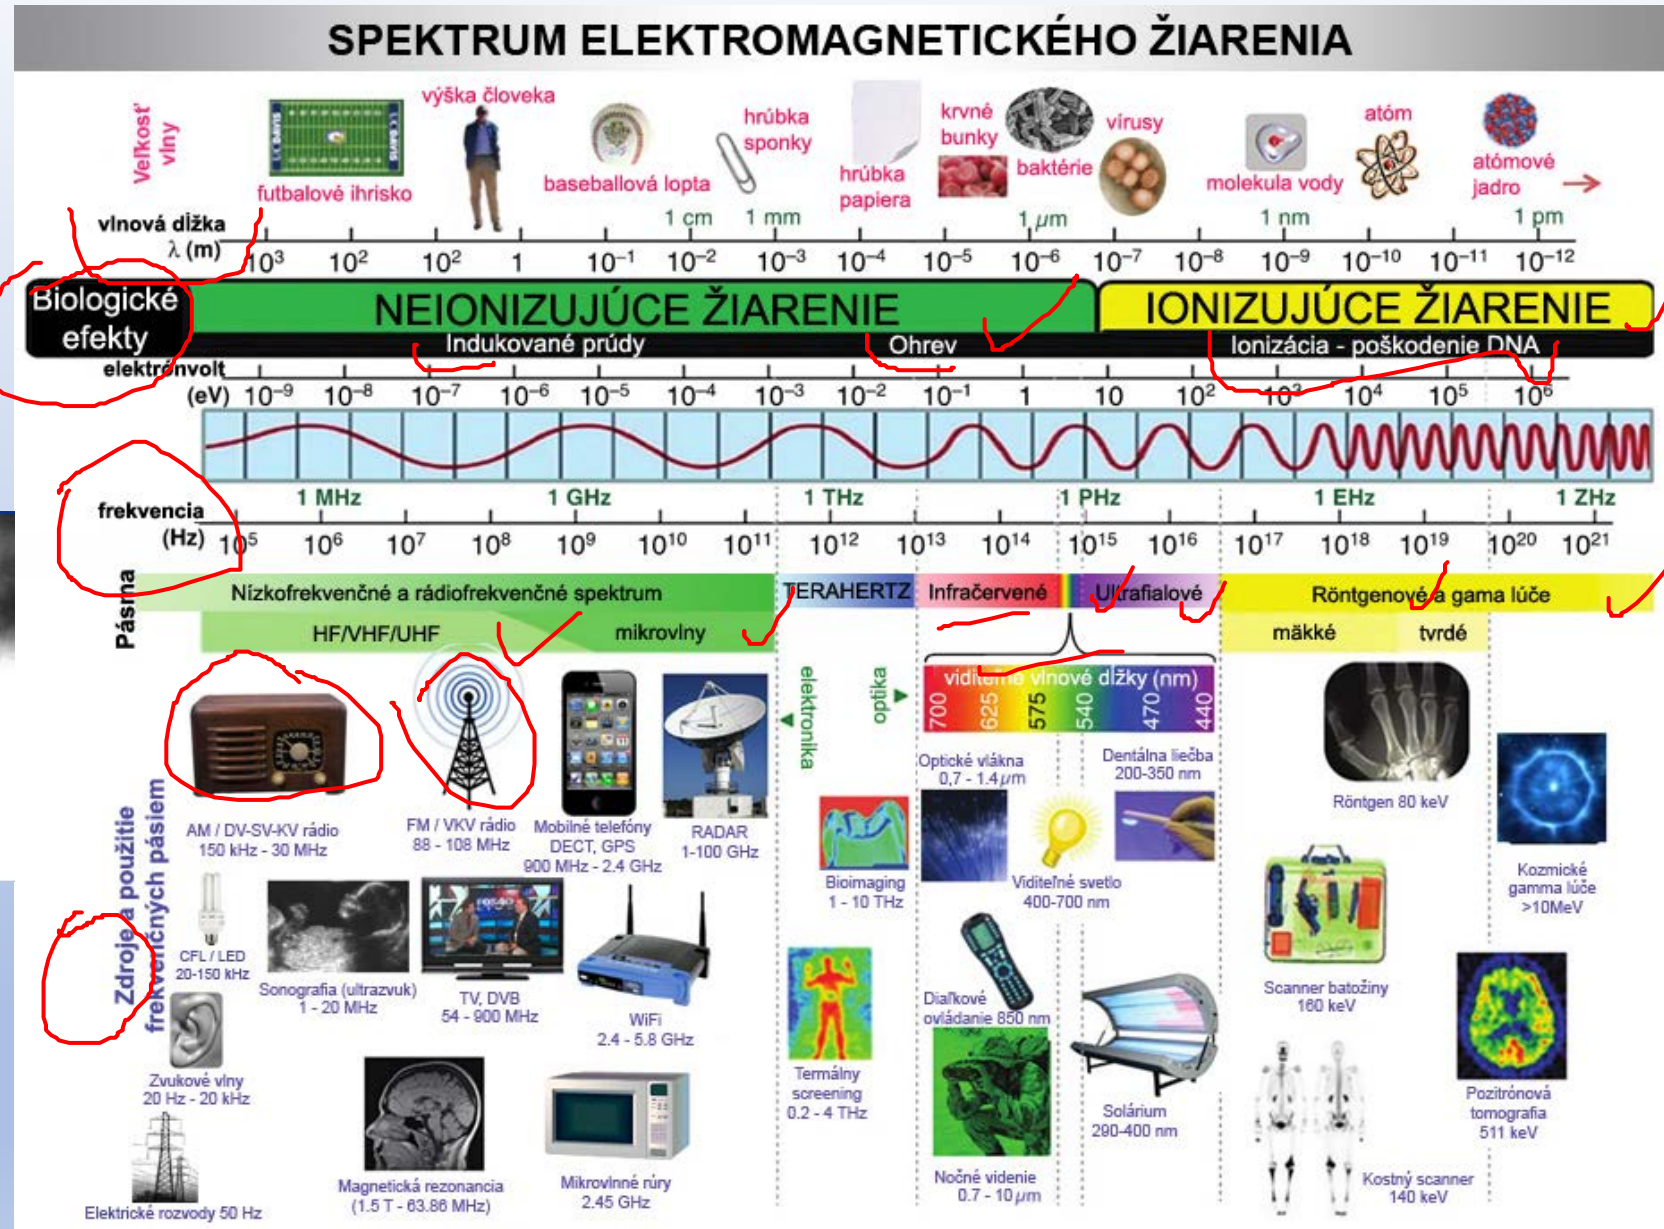 SPEKTRUM ELEKTROMAGNETICKÉHO ŽIARENIA
Veľkosť
vlny
futbalové ihrisko
výška človeka
baseballová lopta
hrúbka
sponky
hrúbka
papiera
krvné
bunky
baktérie
vírusy
molekula vody
atóm
atómové
jadro
1 cm
1 mm
1 µm
1 nm
1 pm
vlnová dĺžka
λ (m)
10³ 10² 10² 1 10⁻¹ 10⁻² 10⁻³ 10⁻⁴ 10⁻⁵ 10⁻⁶ 10⁻⁷ 10⁻⁸ 10⁻⁹ 10⁻¹⁰ 10⁻¹¹ 10⁻¹²
Biologické
efekty
NEIONIZUJÚCE ŽIARENIE
IONIZUJÚCE ŽIARENIE
Indukované prúdy
Ohrev
Ionizácia - poškodenie DNA
elektrónvolt
(eV) 10⁻⁹ 10⁻⁸ 10⁻⁷ 10⁻⁶ 10⁻⁵ 10⁻⁴ 10⁻³ 10⁻² 10⁻¹ 1 10 10² 10³ 10⁴ 10⁵ 10⁶
1 MHz 1 GHz 1 THz 1 PHz 1 EHz 1 ZHz
frekvencia
(Hz) 10⁵ 10⁶ 10⁷ 10⁸ 10⁹ 10¹⁰ 10¹¹ 10¹² 10¹³ 10¹⁴ 10¹⁵ 10¹⁶ 10¹⁷ 10¹⁸ 10¹⁹ 10²⁰ 10²¹
Pásma
Nízkofrekvenčné a rádiofrekvenčné spektrum
TERAHERTZ
Infračervené
Ultrafialové
Röntgenové a gama lúče
HF/VHF/UHF
mikrovlny
mäkké
tvrdé
elektronika
optika
viditeľné vlnové dĺžky (nm)
700 625 575 540 470 440
Zdroje a použitie
frekvenčných pásiem
AM / DV-SV-KV rádio
150 kHz - 30 MHz
FM / VKV rádio
88 - 108 MHz
Mobilné telefóny
DECT, GPS
900 MHz - 2.4 GHz
RADAR
1-100 GHz
Bioimaging
1 - 10 THz
Optické vlákna
0,7 - 1.4 µm
Viditeľné svetlo
400-700 nm
Dentálna liečba
200-350 nm
Röntgen 80 keV
Kozmické
gamma lúče
>10MeV
CFL / LED
20-150 kHz
Sonografia (ultrazvuk)
1 - 20 MHz
TV, DVB
54 - 900 MHz
WiFi
2.4 - 5.8 GHz
Diaľkové
ovládanie 850 nm
Scanner batožiny
160 keV
Zvukové vlny
20 Hz - 20 kHz
Termálny
screening
0.2 - 4 THz
Solárium
290-400 nm
Pozitrónová
tomografia
511 keV
Elektrické rozvody 50 Hz
Magnetická rezonancia
(1.5 T - 63.86 MHz)
Mikrovlnné rúry
2.45 GHz
Nočné videnie
0.7 - 10 µm
Kostný scanner
140 keV